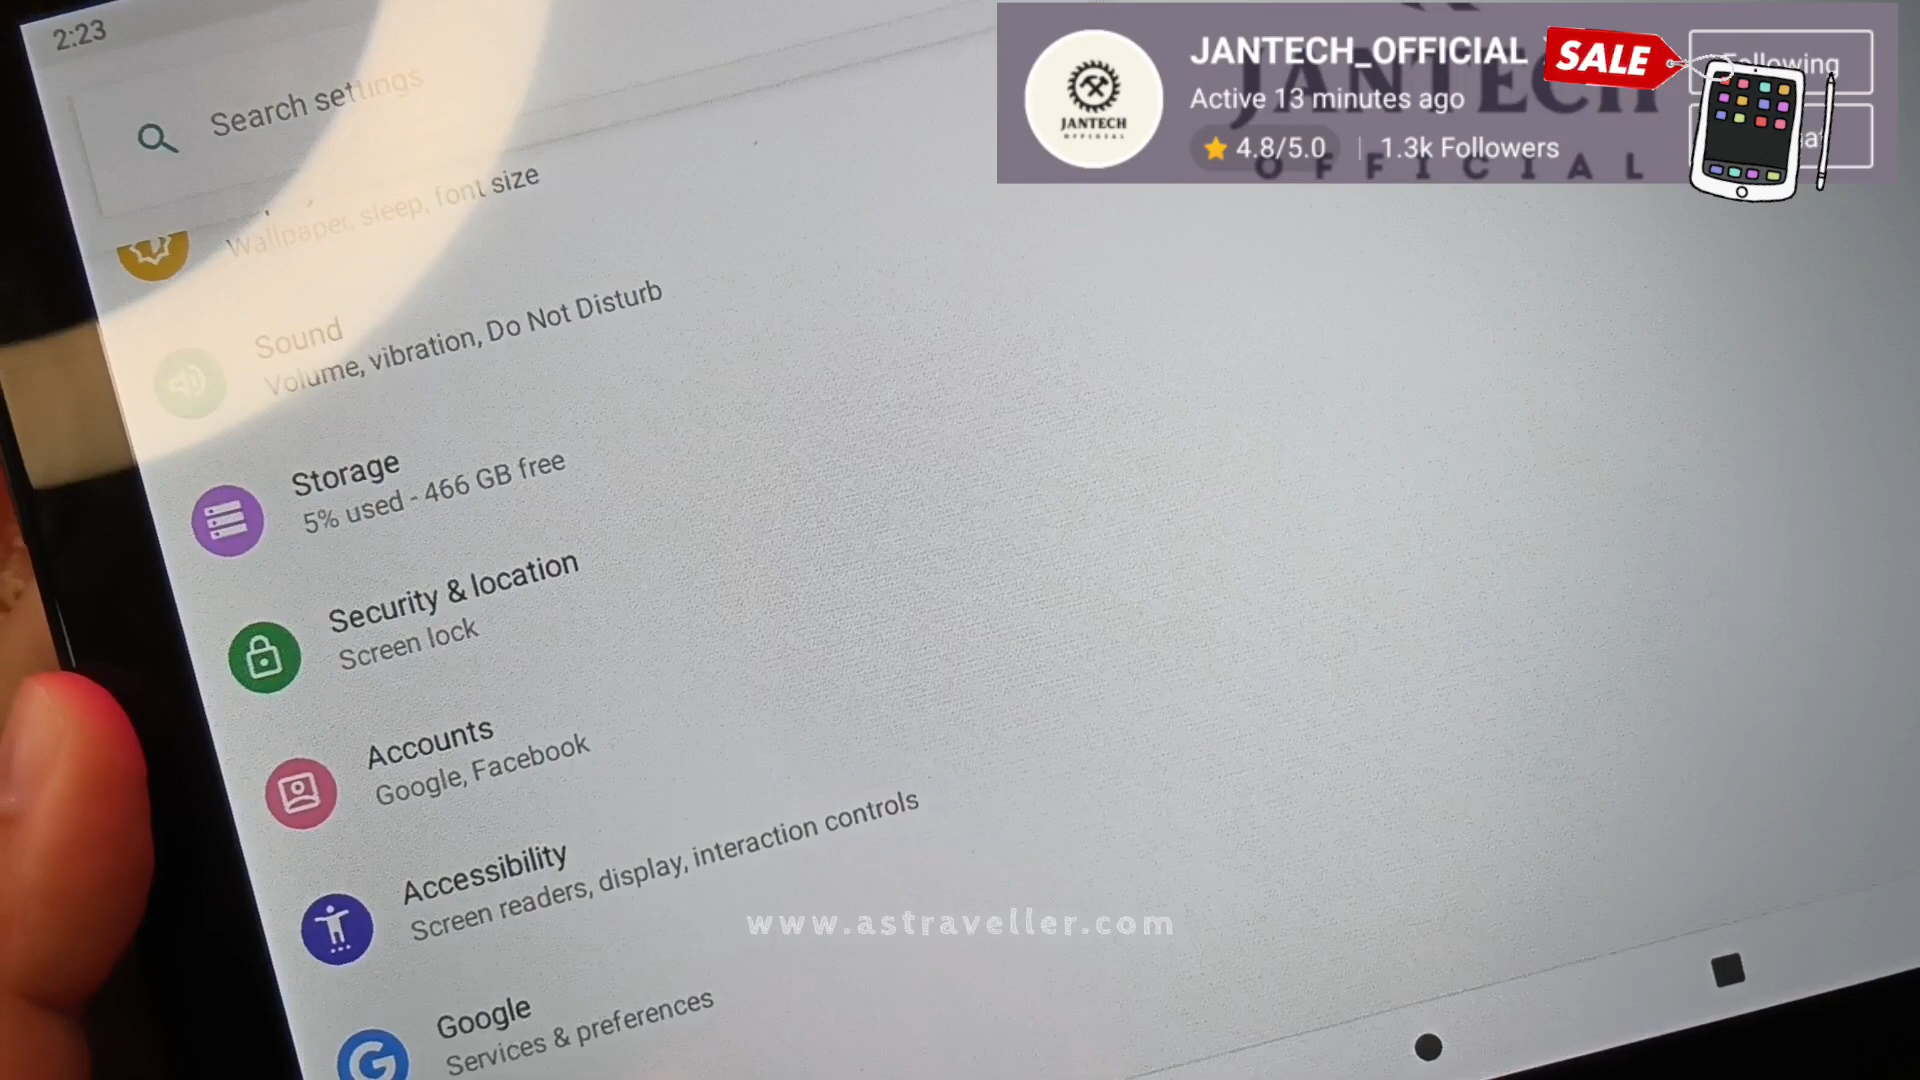 2:23
Search settings
Wallpaper, sleep, font size
Sound
Volume, vibration, Do Not Disturb
Storage
5% used - 466 GB free
Security & location
Screen lock
Accounts
Google, Facebook
Accessibility
Screen readers, display, interaction controls
Google
Services & preferences
JANTECH_OFFICIAL
Active 13 minutes ago
4.8/5.0
1.3k Followers
JANTECH
OFFICIAL
SALE
Following
JANTECH
OFFICIAL
www.astraveller.com